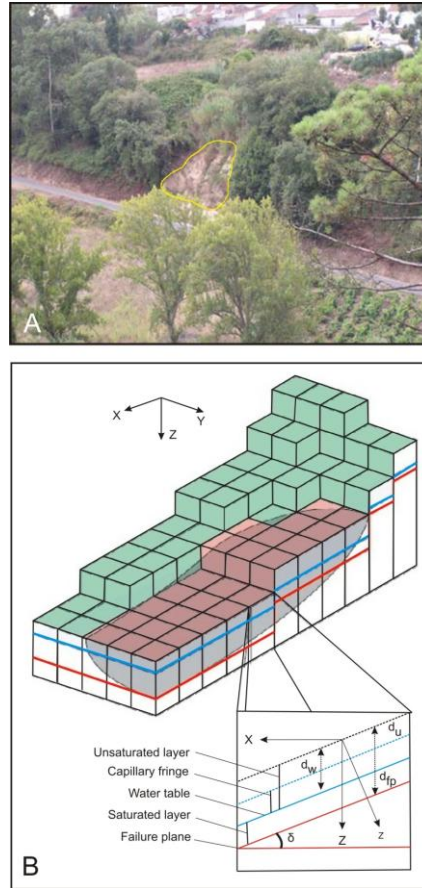 A
X
Y
Z
d_u
X
d_w
d_fp
Unsaturated layer
Capillary fringe
Water table
Saturated layer
Failure plane
δ
Z
z
B